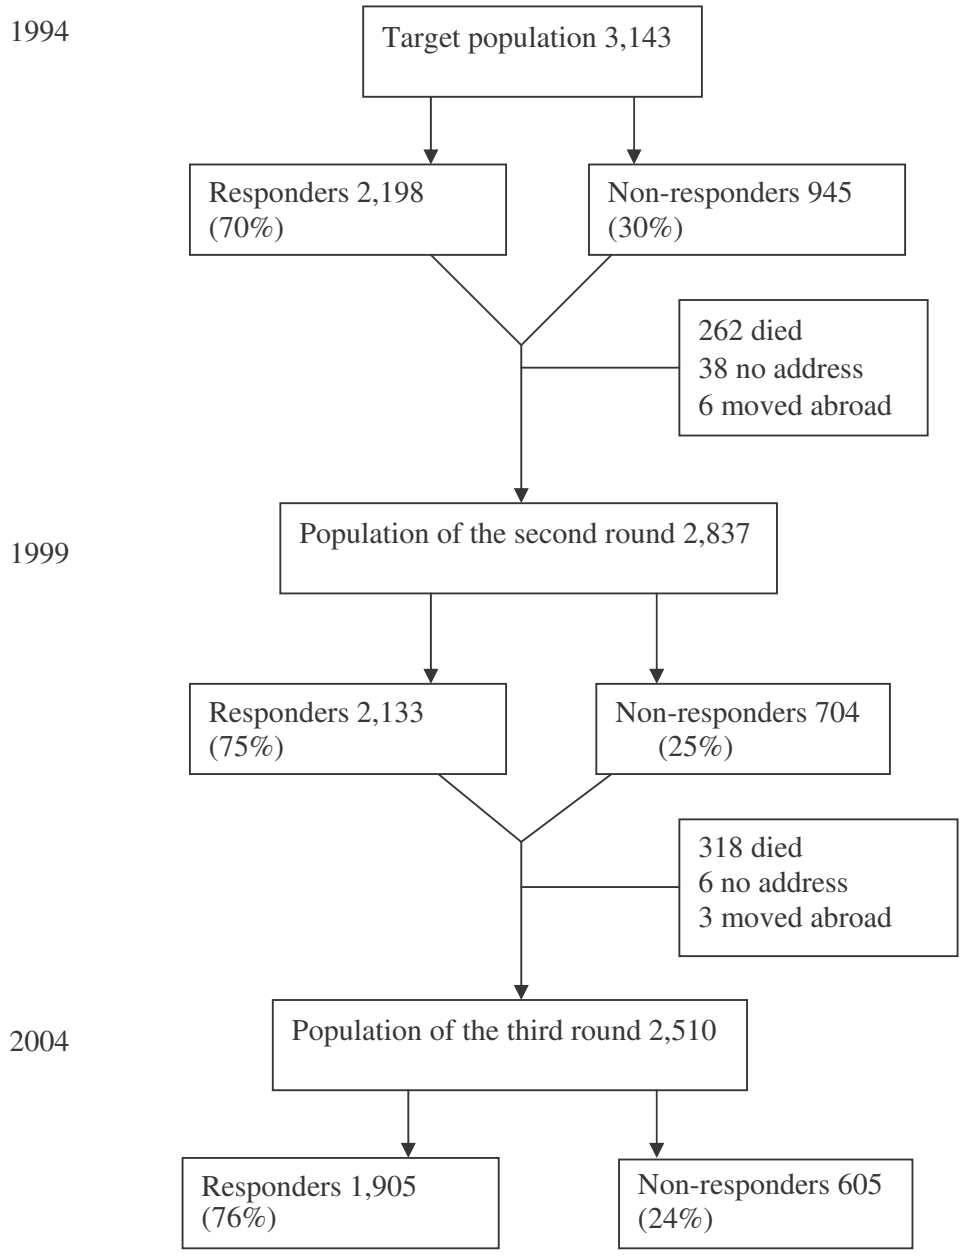 1994
Target population 3,143
Responders 2,198
(70%)
Non-responders 945
(30%)
262 died
38 no address
6 moved abroad
1999
Population of the second round 2,837
Responders 2,133
(75%)
Non-responders 704
(25%)
318 died
6 no address
3 moved abroad
2004
Population of the third round 2,510
Responders 1,905
(76%)
Non-responders 605
(24%)